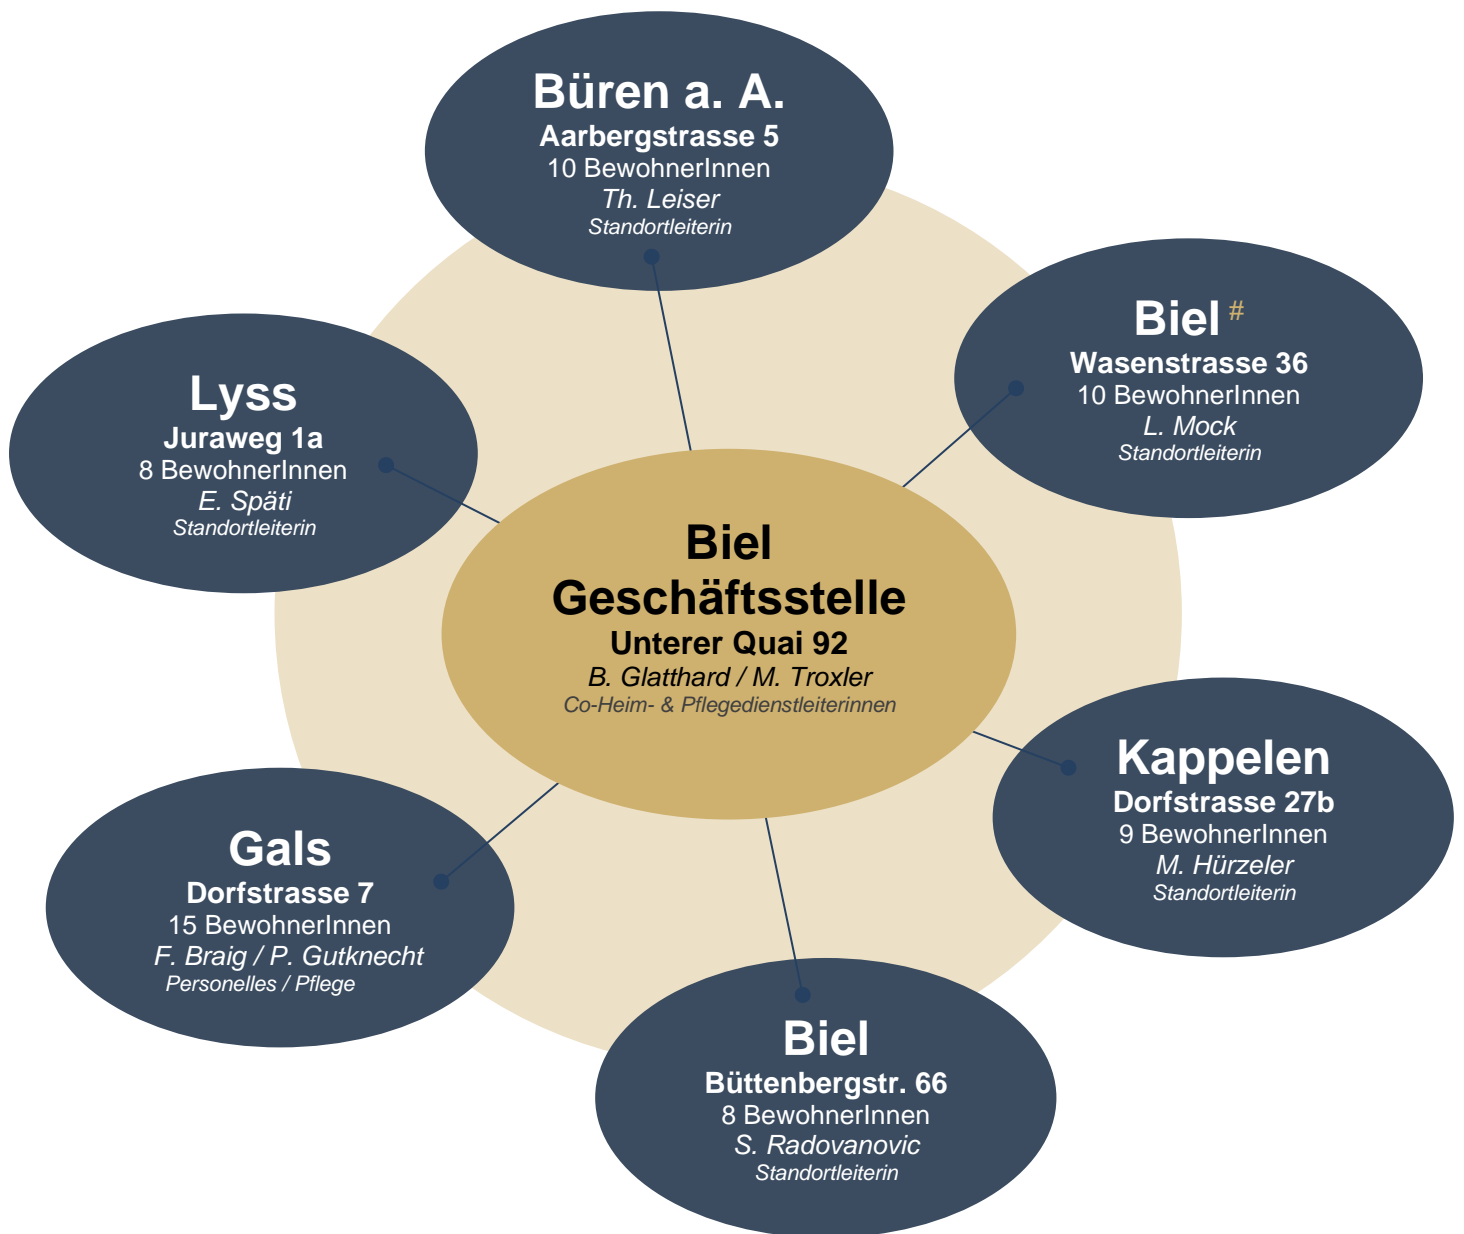 Büren a. A.
Aarbergstrasse 5
10 BewohnerInnen
Th. Leiser
Standortleiterin
Biel #
Wasenstrasse 36
10 BewohnerInnen
L. Mock
Standortleiterin
Lyss
Juraweg 1a
8 BewohnerInnen
E. Späti
Standortleiterin
Biel
Geschäftsstelle
Unterer Quai 92
B. Glatthard / M. Troxler
Co-Heim- & Pflegedienstleiterinnen
Kappelen
Dorfstrasse 27b
9 BewohnerInnen
M. Hürzeler
Standortleiterin
Gals
Dorfstrasse 7
15 BewohnerInnen
F. Braig / P. Gutknecht
Personelles / Pflege
Biel
Büttenbergstr. 66
8 BewohnerInnen
S. Radovanovic
Standortleiterin